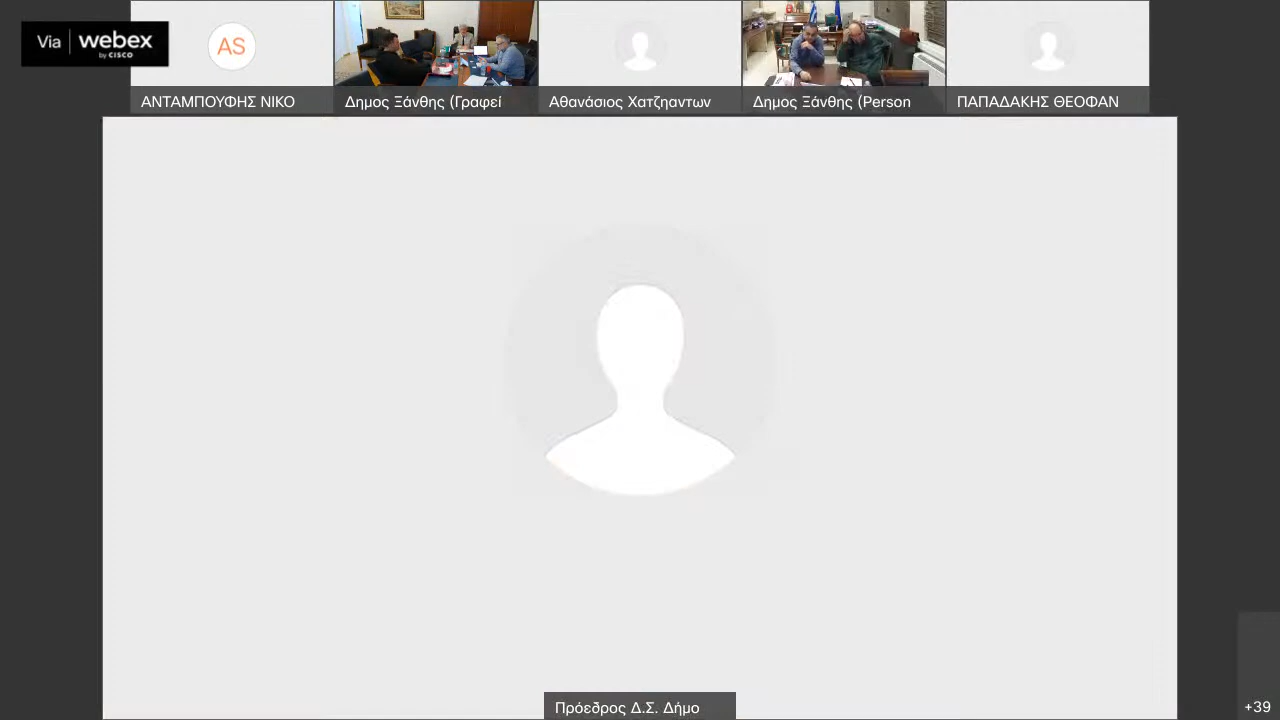 Via webex
by CISCO
AS
ΑΝΤΑΜΠΟΥΦΗΣ ΝΙΚΟ
Δημος Ξάνθης (Γραφεί
Αθανάσιος Χατζηαντων
Δημος Ξάνθης (Person
ΠΑΠΑΔΑΚΗΣ ΘΕΟΦΑΝ
Πρόεδρος Δ.Σ. Δήμο
+39